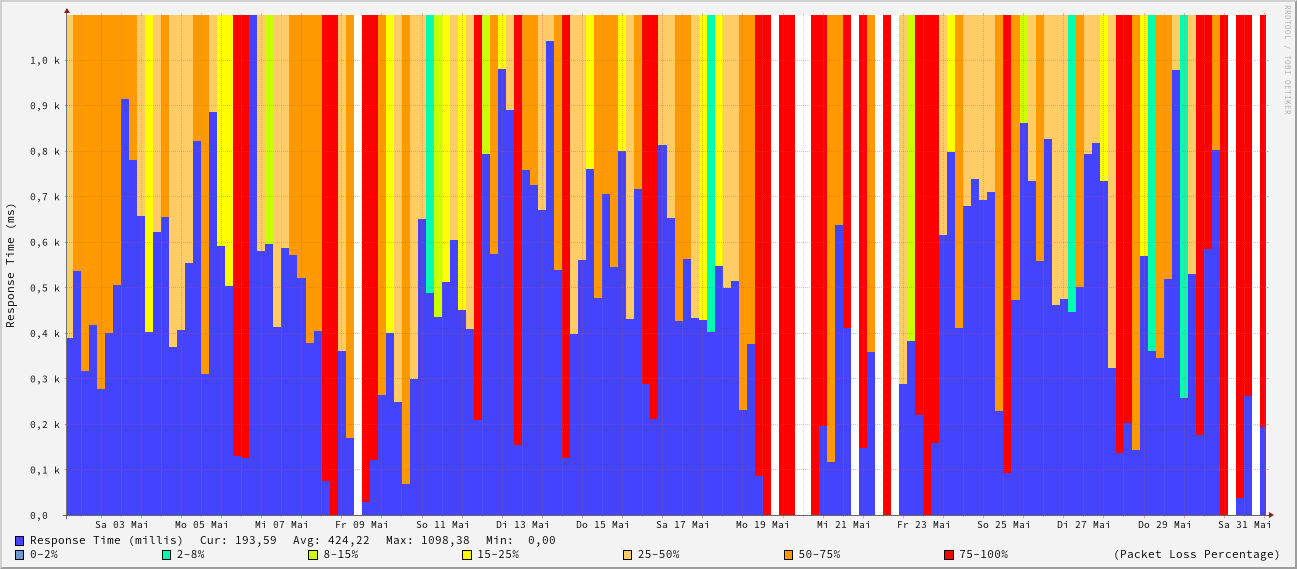 RRDTOOL / TOBI OETIKER
Response Time (ms)
1,0 k
0,9 k
0,8 k
0,7 k
0,6 k
0,5 k
0,4 k
0,3 k
0,2 k
0,1 k
0,0
Sa 03 Mai Mo 05 Mai Mi 07 Mai Fr 09 Mai So 11 Mai Di 13 Mai Do 15 Mai Sa 17 Mai Mo 19 Mai Mi 21 Mai Fr 23 Mai So 25 Mai Di 27 Mai Do 29 Mai Sa 31 Mai
Response Time (millis) Cur: 193,59 Avg: 424,22 Max: 1098,38 Min: 0,00
0-2% 2-8% 8-15% 15-25% 25-50% 50-75% 75-100% (Packet Loss Percentage)